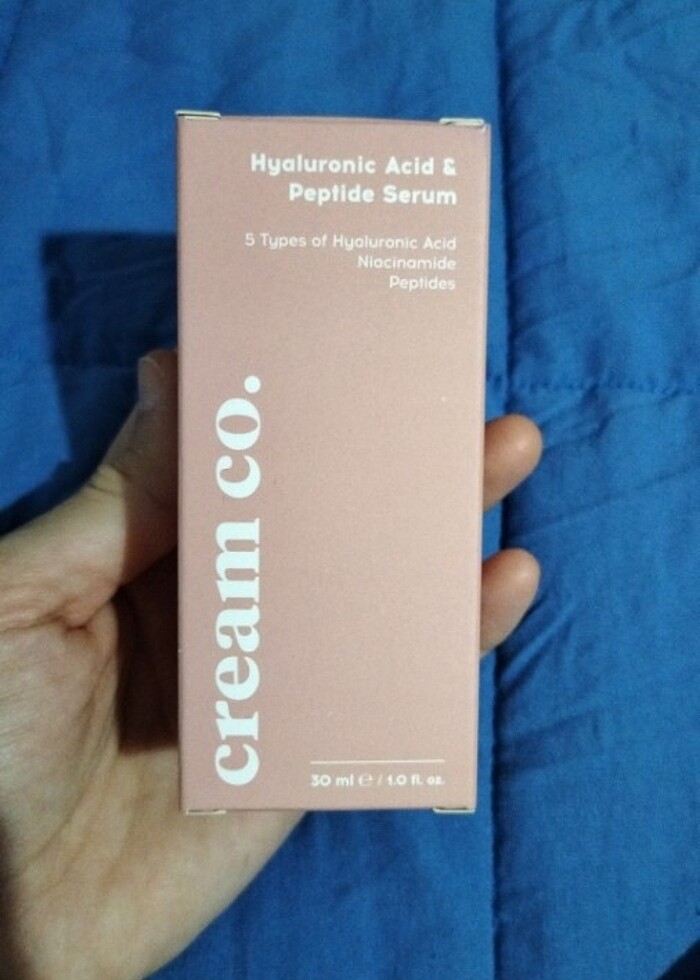 Hyaluronic Acid &
Peptide Serum
5 Types of Hyaluronic Acid
Niacinamide
Peptides
cream co.
30 ml ℮ / 1.0 fl. oz.